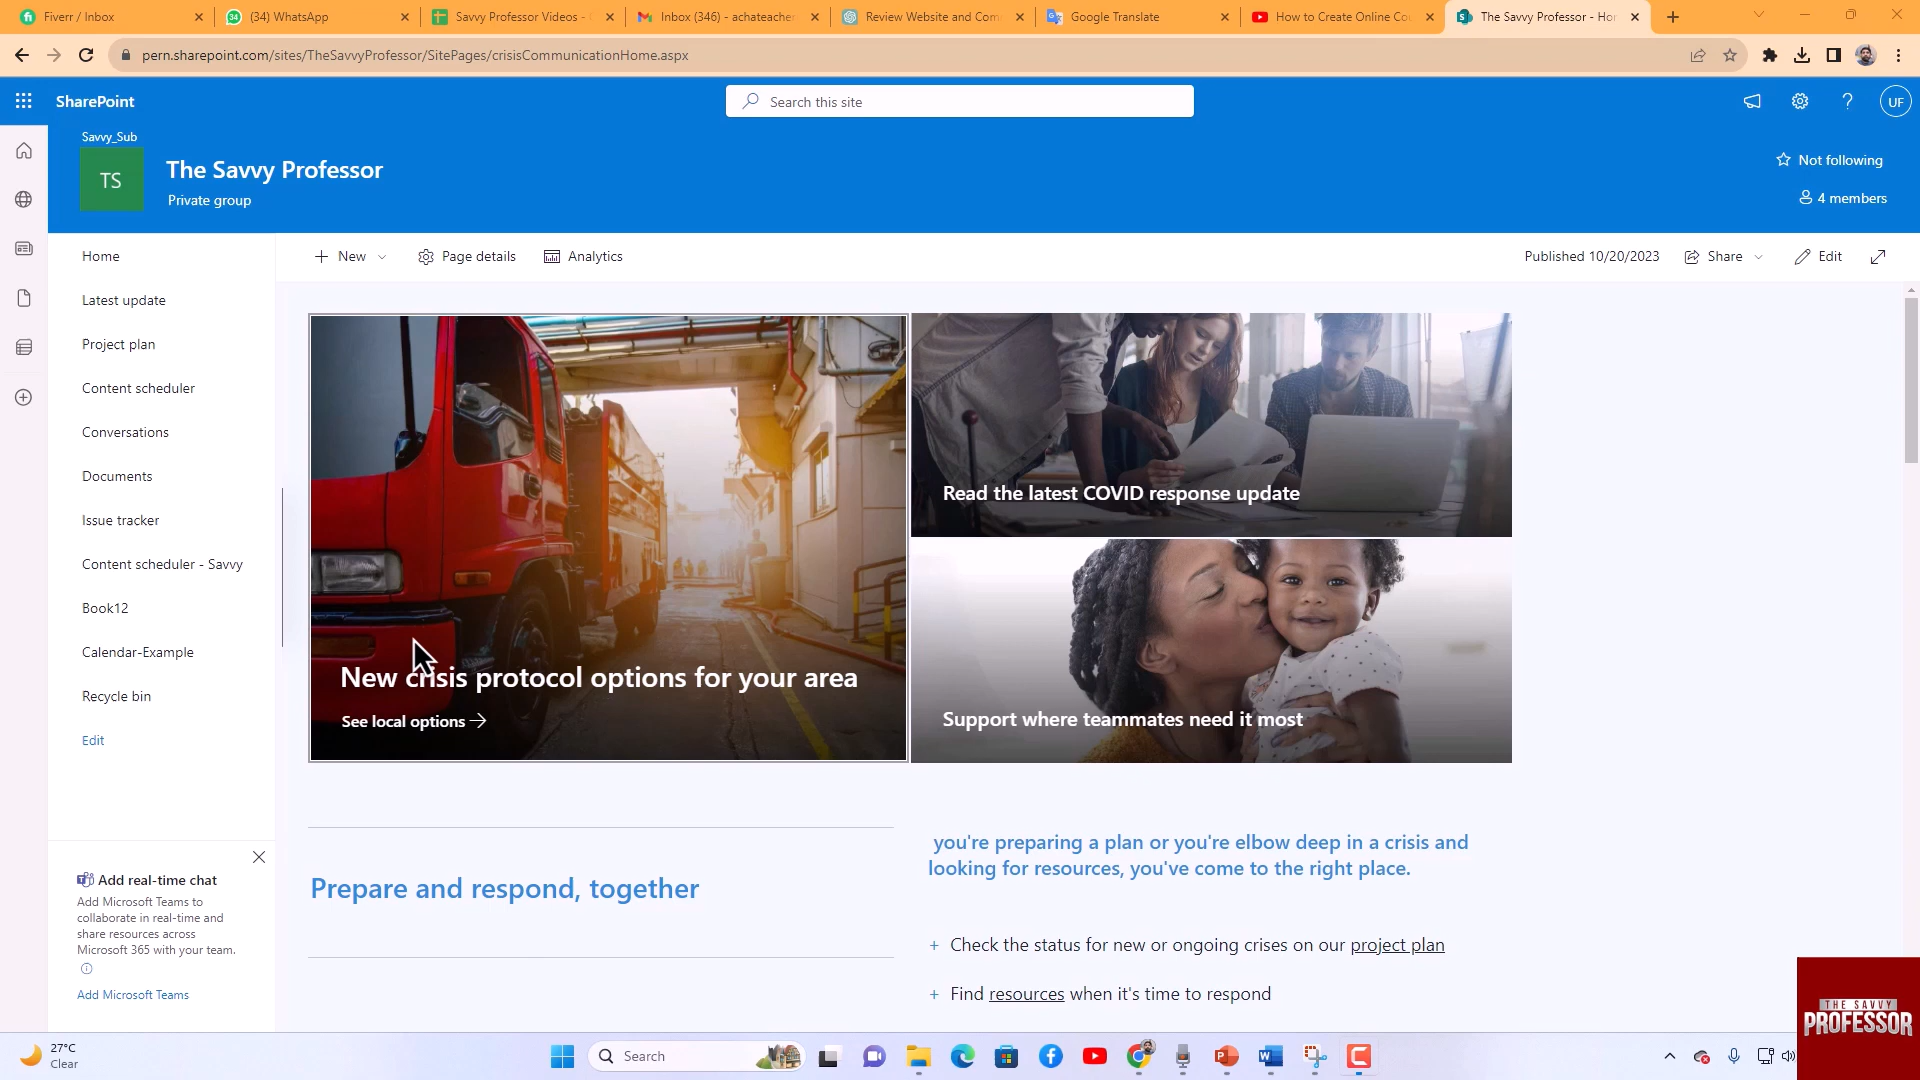 Fiverr / Inbox
(34) WhatsApp
Savvy Professor Videos -
Inbox (346) - achateacher
Review Website and Com
Google Translate
How to Create Online Cou
The Savvy Professor - Hom
pern.sharepoint.com/sites/TheSavvyProfessor/SitePages/crisisCommunicationHome.aspx
SharePoint
Search this site
UF
Savvy_Sub
TS
The Savvy Professor
Private group
Not following
4 members
Home
Latest update
Project plan
Content scheduler
Conversations
Documents
Issue tracker
Content scheduler - Savvy
Book12
Calendar-Example
Recycle bin
Edit
New
Page details
Analytics
Published 10/20/2023
Share
Edit
New crisis protocol options for your area
See local options
Read the latest COVID response update
Support where teammates need it most
Prepare and respond, together
you're preparing a plan or you're elbow deep in a crisis and
looking for resources, you've come to the right place.
+ Check the status for new or ongoing crises on our project plan
+ Find resources when it's time to respond
Add real-time chat
Add Microsoft Teams to
collaborate in real-time and
share resources across
Microsoft 365 with your team.
Add Microsoft Teams
27°C
Clear
Search
THE SAVVY
PROFESSOR